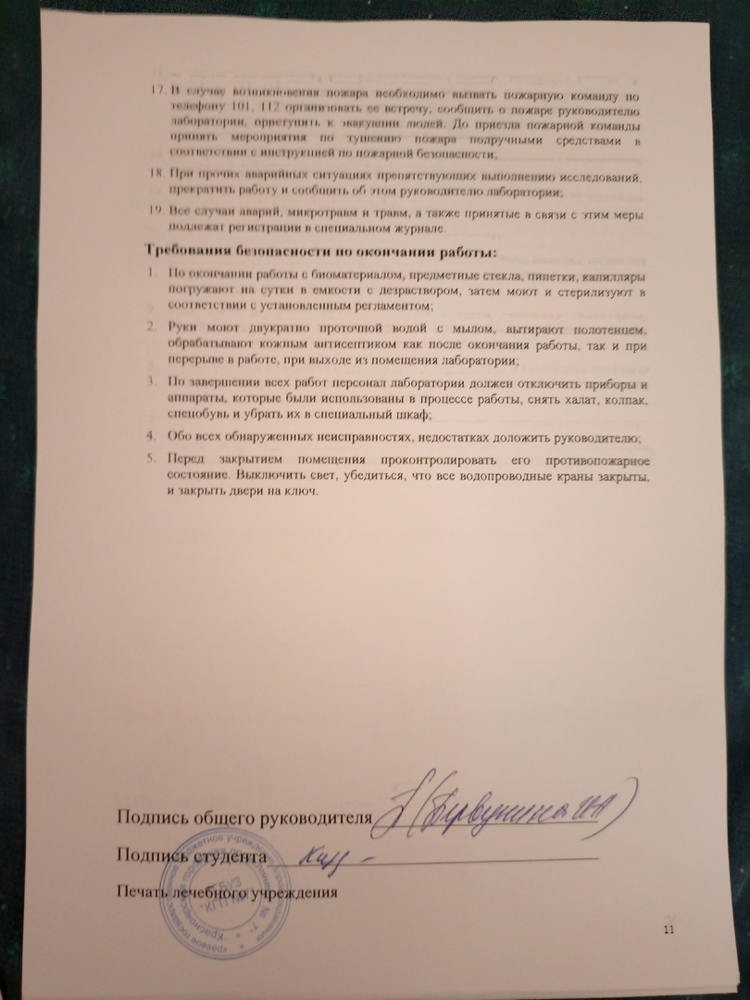 17. В случае возникновения пожара необходимо вызвать пожарную команду по
телефону 101, 112 организовать ее встречу, сообщить о пожаре руководителю
лаборатории, приступить к эвакуации людей. До приезда пожарной команды
принять мероприятия по тушению пожара подручными средствами в
соответствии с инструкцией по пожарной безопасности;
18. При прочих аварийных ситуациях препятствующих выполнению исследований,
прекратить работу и сообщить об этом руководителю лаборатории;
19. Все случаи аварий, микротравм и травм, а также принятые в связи с этим меры
подлежат регистрации в специальном журнале.
Требования безопасности по окончании работы:
1. По окончании работы с биоматериалом, предметные стекла, пипетки, капилляры
погружают на сутки в емкости с дезраствором, затем моют и стерилизуют в
соответствии с установленным регламентом;
2. Руки моют двукратно проточной водой с мылом, вытирают полотенцем,
обрабатывают кожным антисептиком как после окончания работы, так и при
перерыве в работе, при выходе из помещения лаборатории;
3. По завершении всех работ персонал лаборатории должен отключить приборы и
аппараты, которые были использованы в процессе работы, снять халат, колпак,
спецобувь и убрать их в специальный шкаф;
4. Обо всех обнаруженных неисправностях, недостатках доложить руководителю;
5. Перед закрытием помещения проконтролировать его противопожарное
состояние. Выключить свет, убедиться, что все водопроводные краны закрыты,
и закрыть двери на ключ.
Подпись общего руководителя
Подпись студента
Печать лечебного учреждения
11